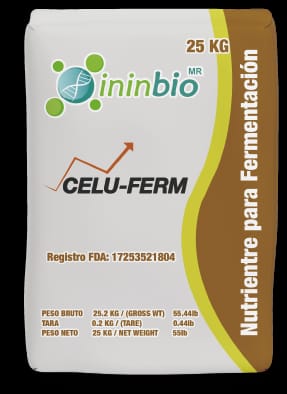 25 KG
ininbio MR
CELU-FERM
Nutrientre para Fermentación
Registro FDA: 17253521804
PESO BRUTO 25.2 KG / (GROSS WT) 55.44lb
TARA 0.2 KG / (TARE) 0.44lb
PESO NETO 25 KG / NET WEIGHT 55lb